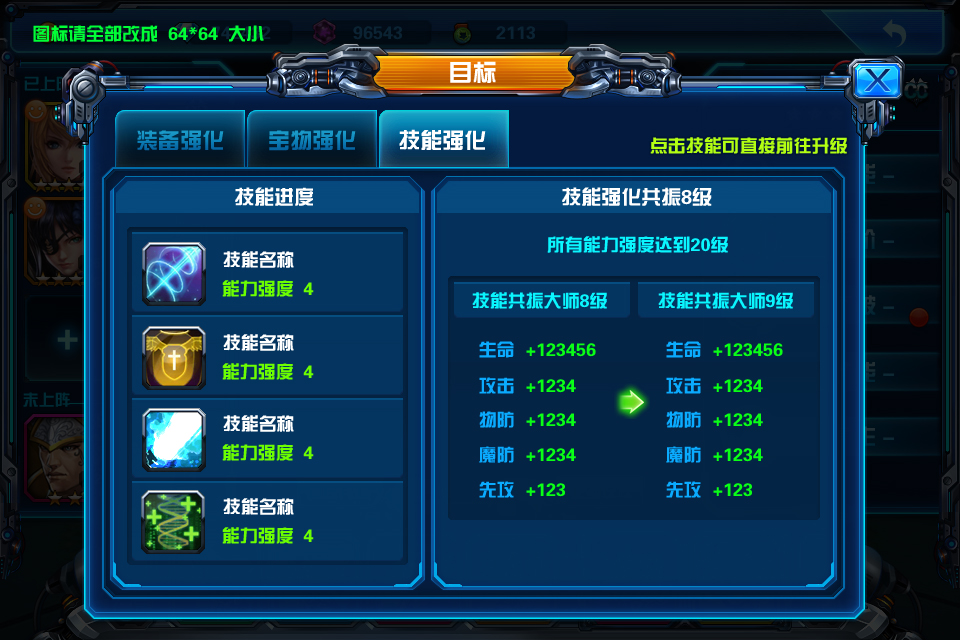 图标请全部改成 64*64 大小
96543
2113
目标
装备强化
宝物强化
技能强化
点击技能可直接前往升级
技能进度
技能名称
能力强度 4
技能名称
能力强度 4
技能名称
能力强度 4
技能名称
能力强度 4
技能强化共振8级
所有能力强度达到20级
技能共振大师8级
技能共振大师9级
生命 +123456
生命 +123456
攻击 +1234
攻击 +1234
物防 +1234
物防 +1234
魔防 +1234
魔防 +1234
先攻 +123
先攻 +123
未上阵